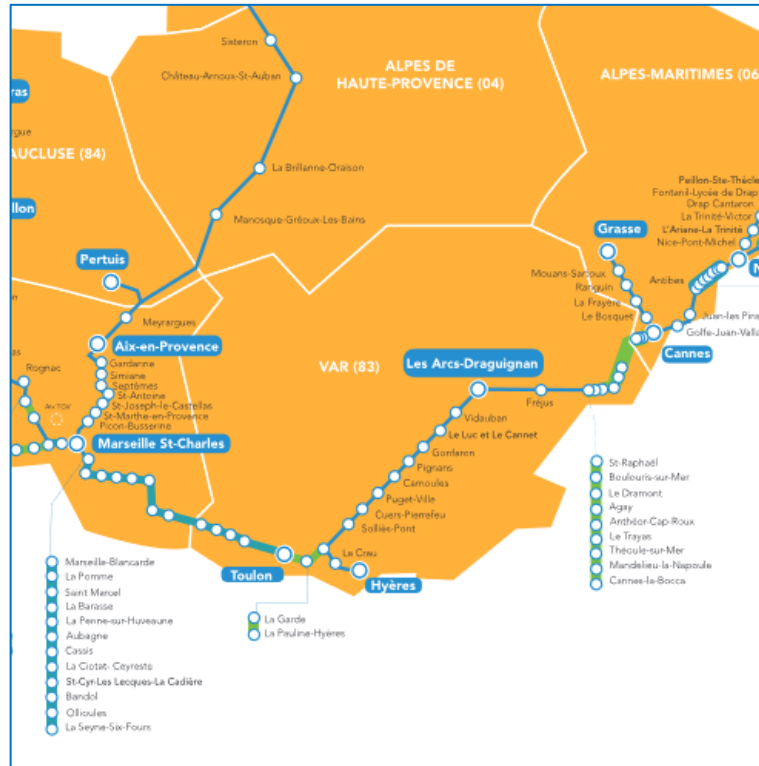 Sisteron
ALPES DE
HAUTE-PROVENCE (04)
ALPES-MARITIMES (06
Château-Arnoux-St-Auban
ras
rgue
AUCLUSE (84)
La Brillanne-Oraison
llon
Manosque-Gréoux-Les-Bains
Peillon-Ste-Thècle
Fontanil-Lycée de Drap
Drap Cantaron
La Trinité-Victor
L'Ariane-La Trinité
Nice-Pont-Michel
N
Grasse
Pertuis
Mouans-Sartoux
Ranguin
La Frayère
Le Bosquet
Antibes
Juan-les Pins
Golfe-Juan-Valla
Cannes
Meyrargues
Aix-en-Provence
VAR (83)
Les Arcs-Draguignan
Fréjus
as
Rognac
Aix TGV
Gardanne
Simiane
Septèmes
St-Antoine
St-Joseph-le-Castellas
St-Marthe-en-Provence
Picon-Busserine
Marseille St-Charles
Vidauban
Le Luc et Le Cannet
Gonfaron
Pignans
Carnoules
Puget-Ville
Cuers-Pierrefeu
Solliès-Pont
La Crau
Toulon
Hyères
St-Raphaël
Boulouris-sur-Mer
Le Dramont
Agay
Anthéor-Cap-Roux
Le Trayas
Théoule-sur-Mer
Mandelieu-la-Napoule
Cannes-la-Bocca
La Garde
La Pauline-Hyères
Marseille-Blancarde
La Pomme
Saint Marcel
La Barasse
La Penne-sur-Huveaune
Aubagne
Cassis
La Ciotat- Ceyreste
St-Cyr-Les Lecques-La Cadière
Bandol
Ollioules
La Seyne-Six-Fours